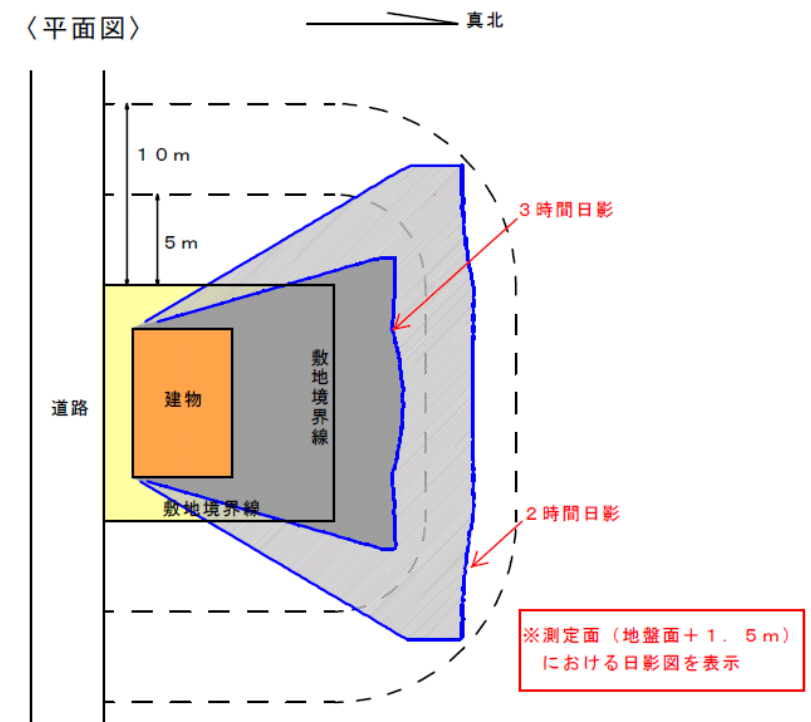 〈平面図〉
真北
10m
5m
3時間日影
敷地境界線
道路
建物
敷地境界線
2時間日影
※測定面（地盤面＋1．5m）
における日影図を表示